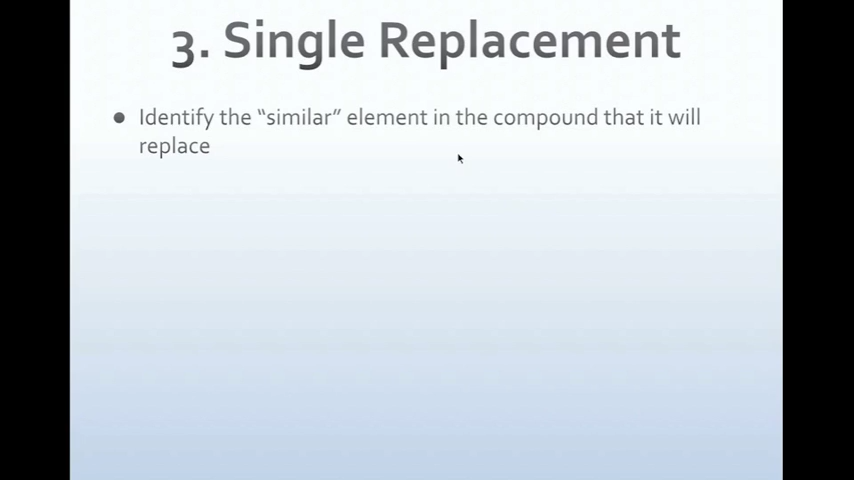 3. Single Replacement
● Identify the “similar” element in the compound that it will
replace